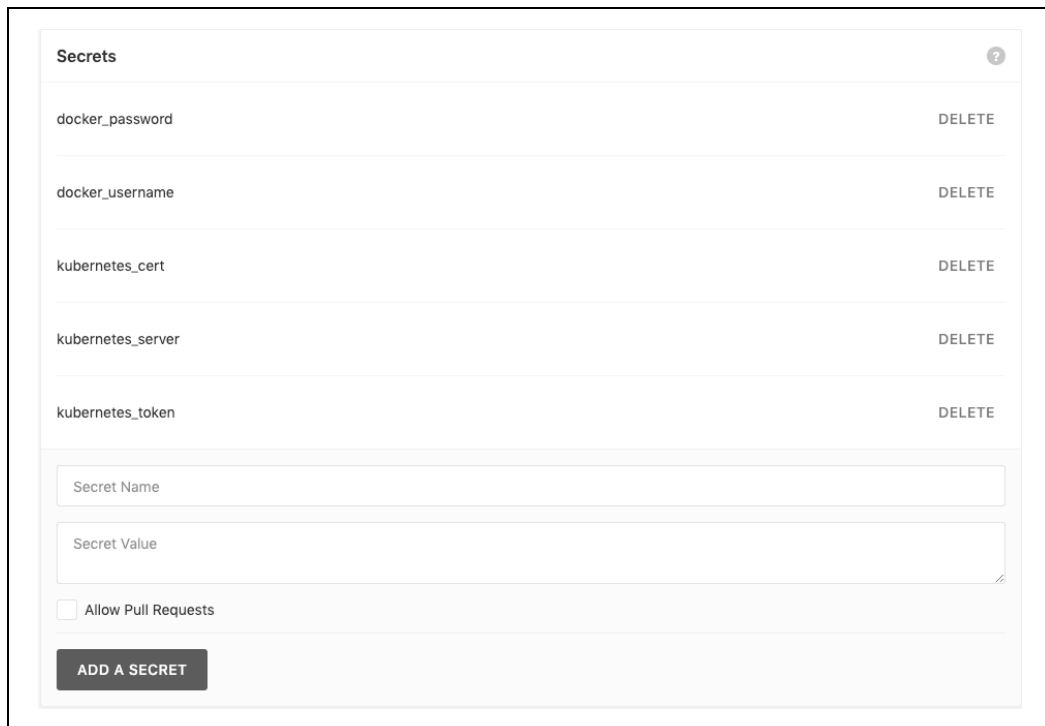 Secrets ?
docker_password DELETE
docker_username DELETE
kubernetes_cert DELETE
kubernetes_server DELETE
kubernetes_token DELETE
Secret Name
Secret Value
Allow Pull Requests
ADD A SECRET